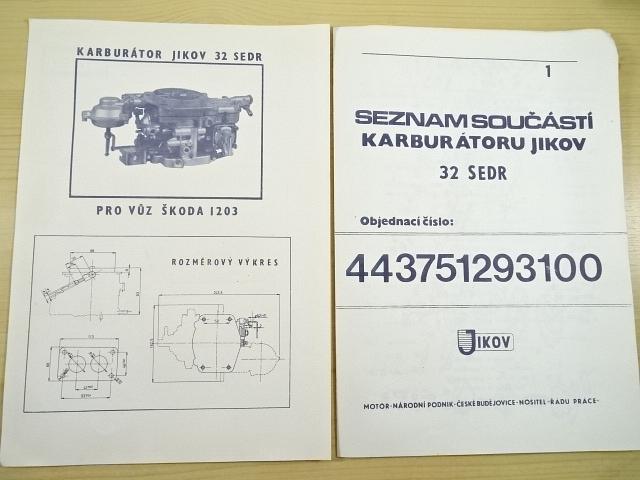 KARBURÁTOR JIKOV 32 SEDR
PRO VŮZ ŠKODA 1203
ROZMĚROVÝ VÝKRES
1
SEZNAM SOUČÁSTÍ
KARBURÁTORU JIKOV
32 SEDR
Objednací číslo:
443751293100
JIKOV
MOTOR-NÁRODNÍ PODNIK-ČESKÉ BUDĚJOVICE-NOSITEL-ŘADU PRÁCE-